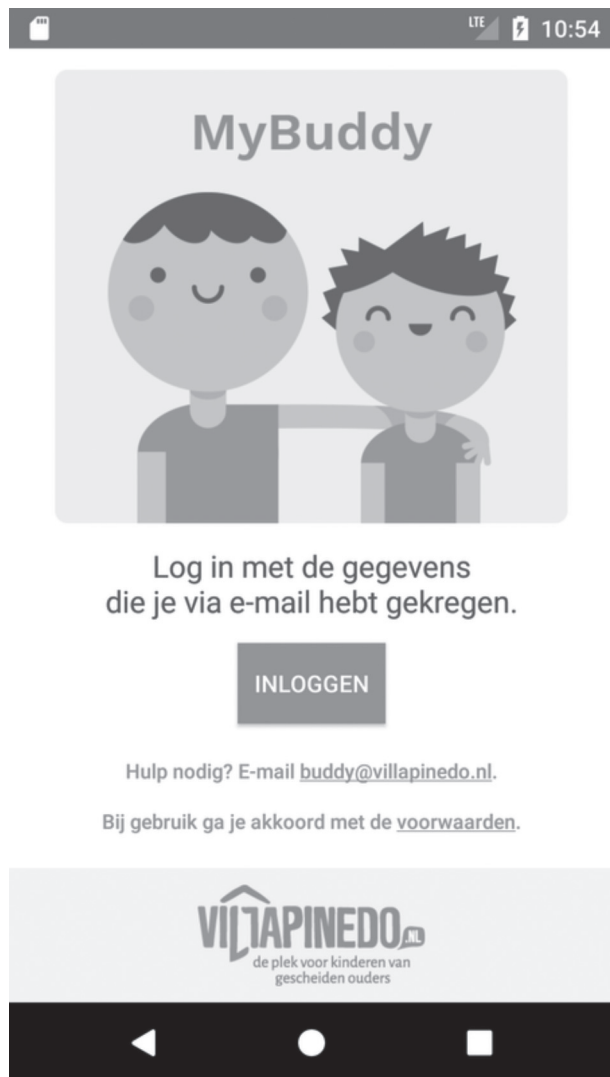 LTE 10:54
MyBuddy
Log in met de gegevens
die je via e-mail hebt gekregen.
INLOGGEN
Hulp nodig? E-mail buddy@villapinedo.nl.
Bij gebruik ga je akkoord met de voorwaarden.
VILLAPINEDO.NL
de plek voor kinderen van
gescheiden ouders